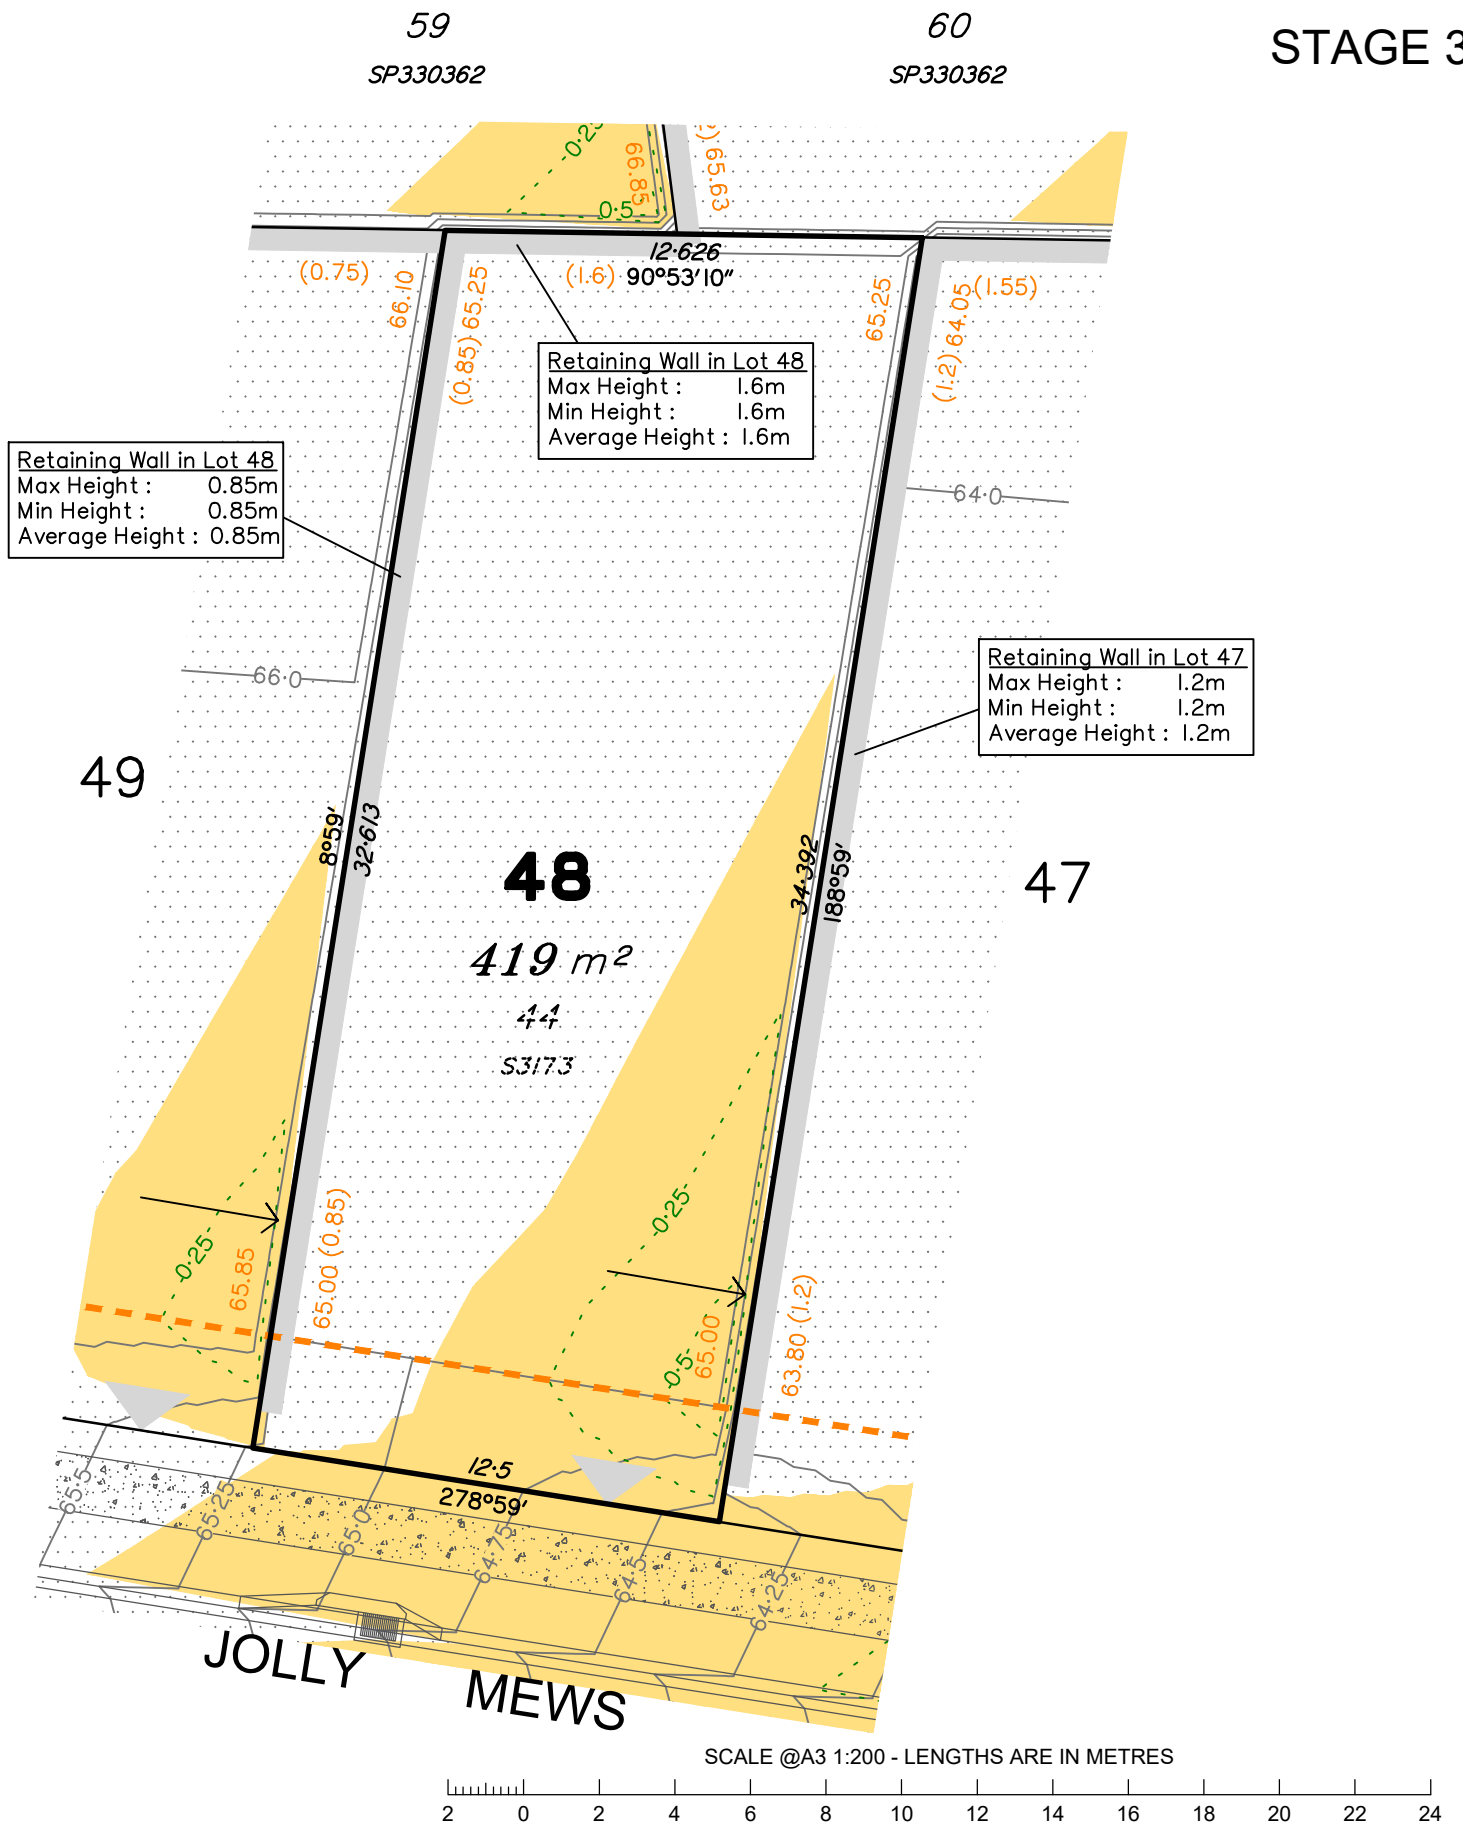 59
60
STAGE 3
SP330362
SP330362
0·25
66.85
65.63
0·5
12·626
90°53'10"
(0.75)
66.10
(0.85) 65.25
(1.6)
65.25
(1.2) 64.05
(1.55)
Retaining Wall in Lot 48
Max Height : 1.6m
Min Height : 1.6m
Average Height : 1.6m
Retaining Wall in Lot 48
Max Height : 0.85m
Min Height : 0.85m
Average Height : 0.85m
64·0
66·0
Retaining Wall in Lot 47
Max Height : 1.2m
Min Height : 1.2m
Average Height : 1.2m
49
8°59'
32·613
48
34·392
188°59'
47
419 m²
44
S3173
0·25
65.85
65.00 (0.85)
0·25
0·5
65.00
63.80 (1.2)
12·5
278°59'
65·5
65·25
65·0
64·75
64·5
64·25
JOLLY MEWS
SCALE @A3 1:200 - LENGTHS ARE IN METRES
2 0 2 4 6 8 10 12 14 16 18 20 22 24